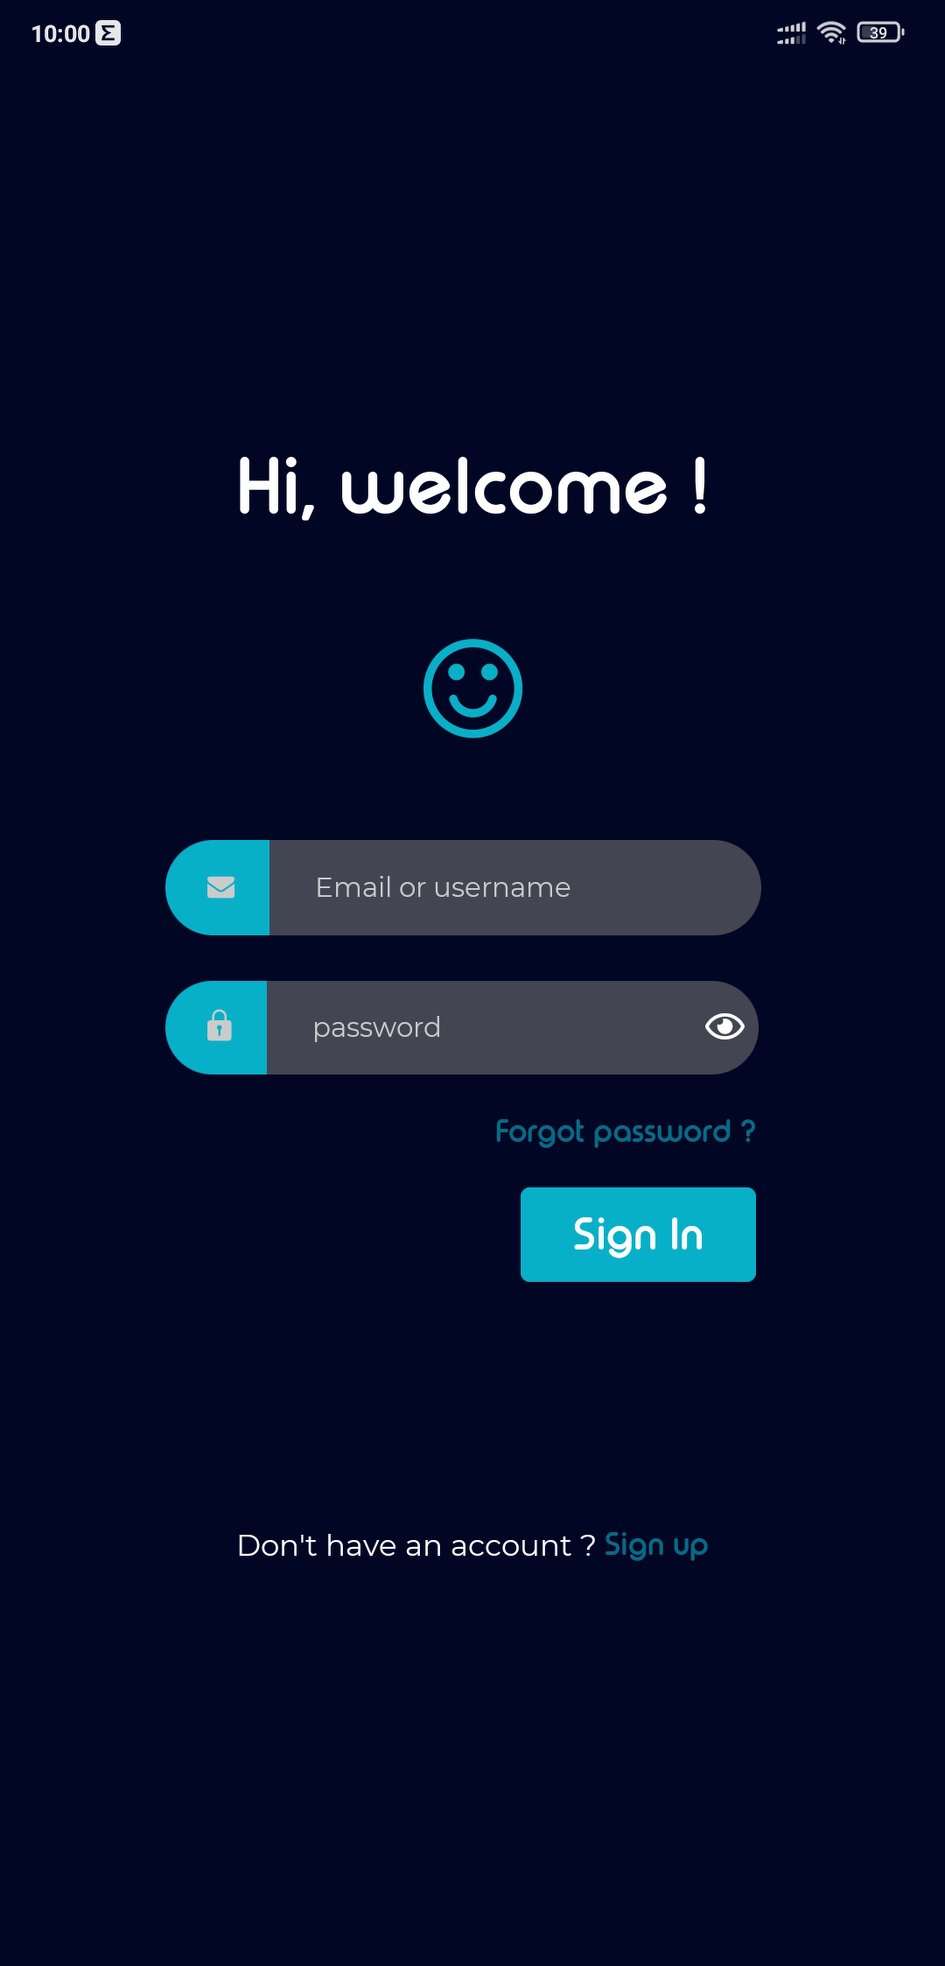 10:00 Σ 39
Hi, welcome !
Email or username
password
Forgot password ?
Sign In
Don't have an account ? Sign up